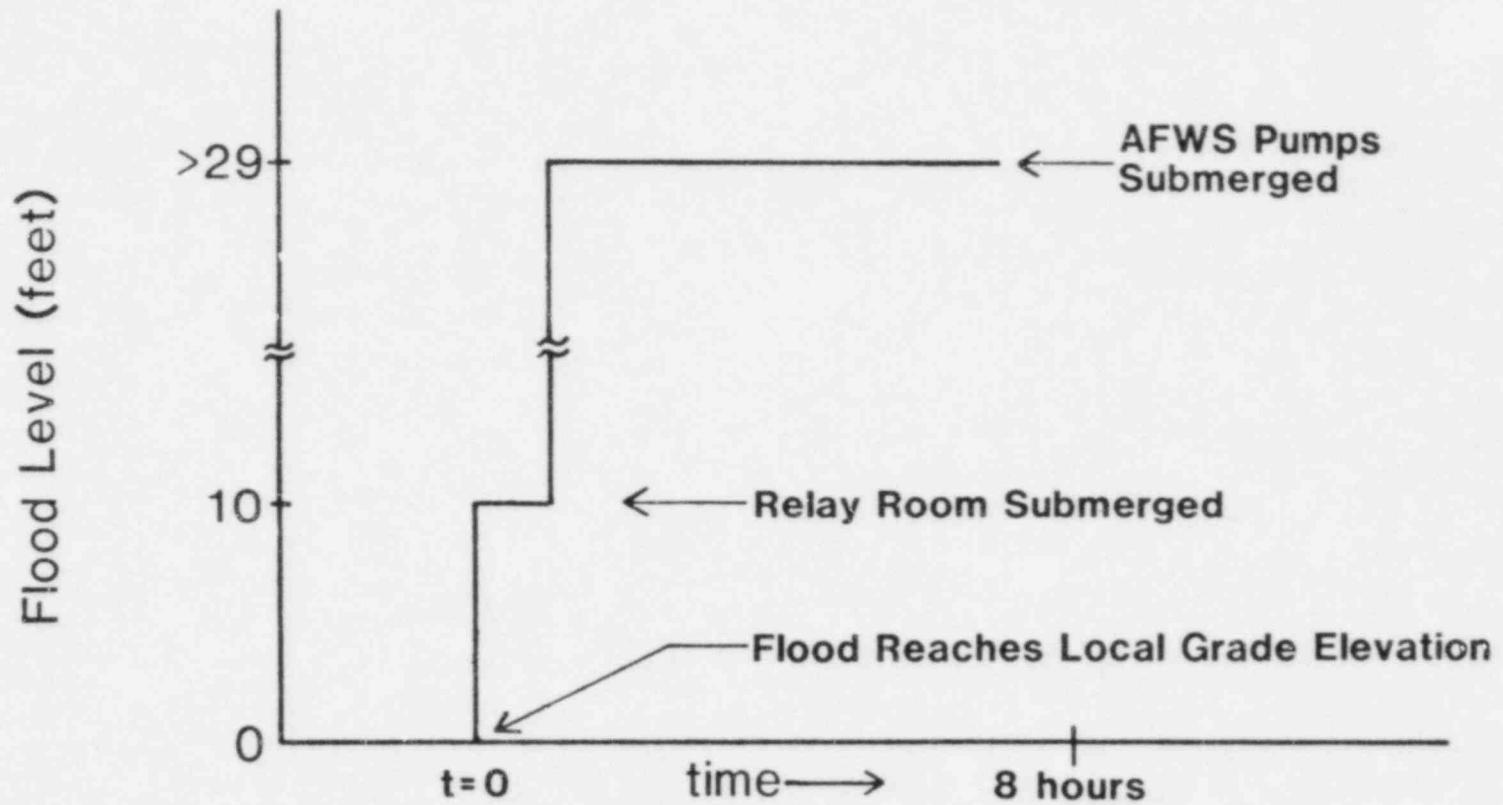 Flood Level (feet)
>29
10
0
AFWS Pumps
Submerged
Relay Room Submerged
Flood Reaches Local Grade Elevation
t=0
time
8 hours